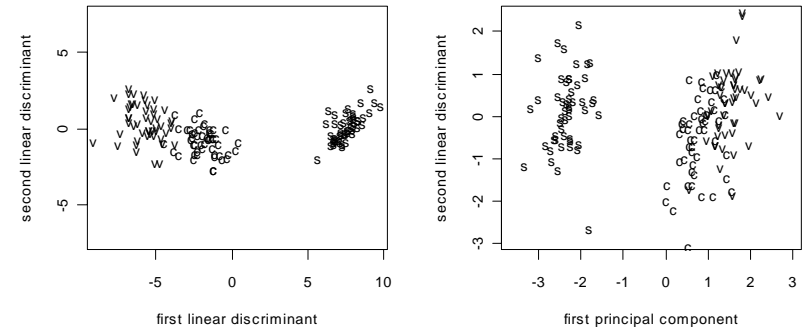 second linear discriminant
5
0
-5
-5 0 5 10
first linear discriminant
second linear discriminant
2
1
0
-1
-2
-3
-3 -2 -1 0 1 2 3
first principal component